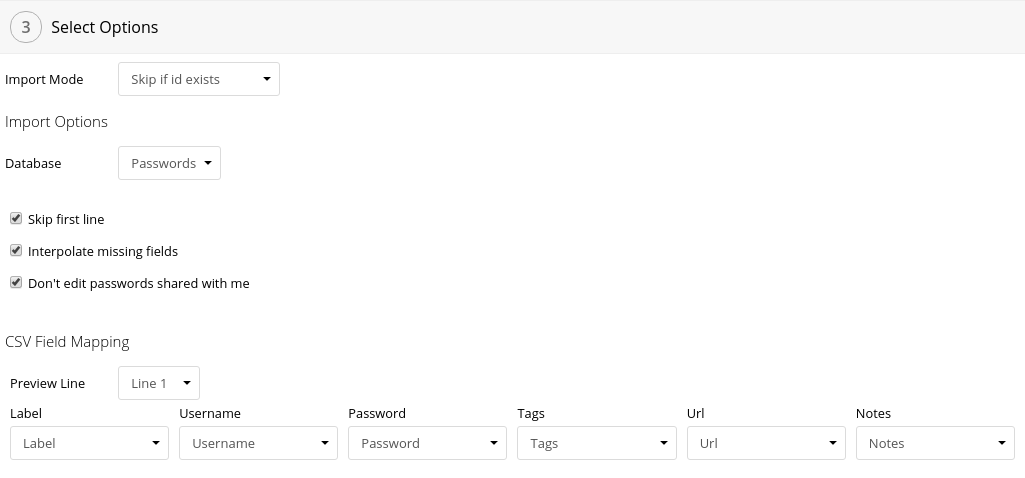 3 Select Options
Import Mode Skip if id exists
Import Options
Database Passwords
Skip first line
Interpolate missing fields
Don't edit passwords shared with me
CSV Field Mapping
Preview Line Line 1
Label Username Password Tags Url Notes
Label Username Password Tags Url Notes